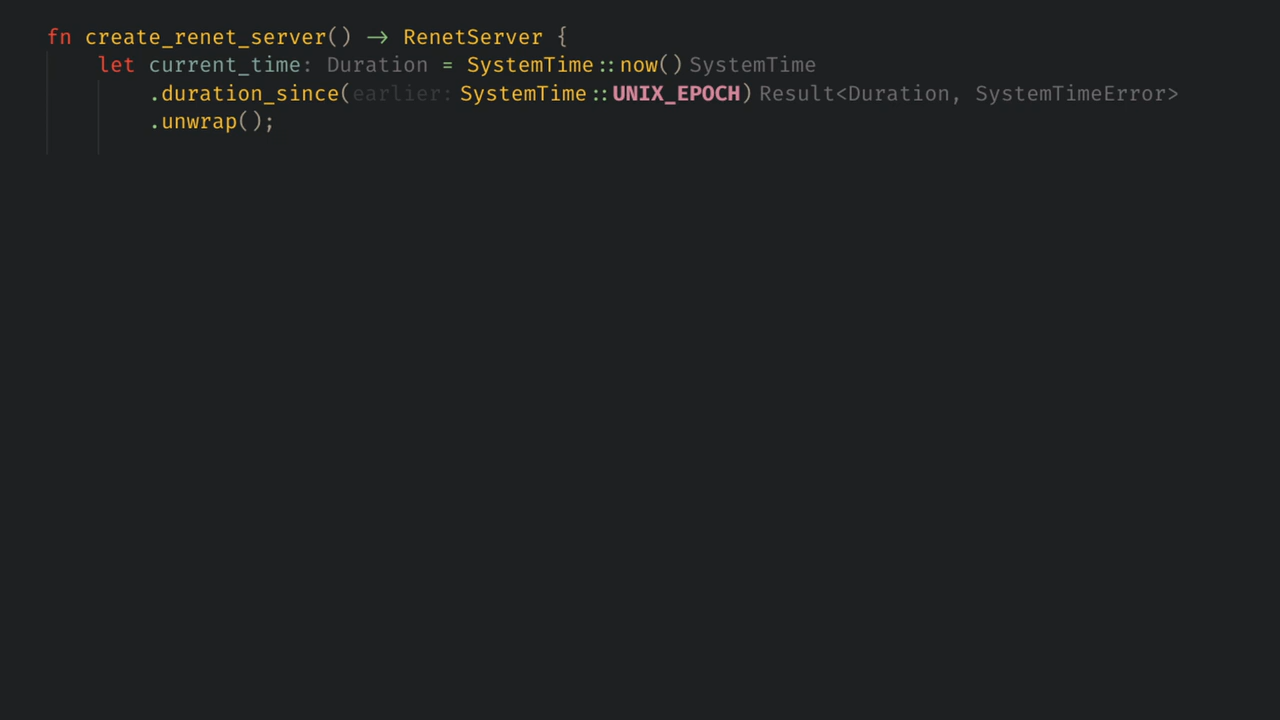 fn create_renet_server() -> RenetServer {
let current_time: Duration = SystemTime::now() SystemTime
.duration_since(earlier: SystemTime::UNIX_EPOCH) Result<Duration, SystemTimeError>
.unwrap();